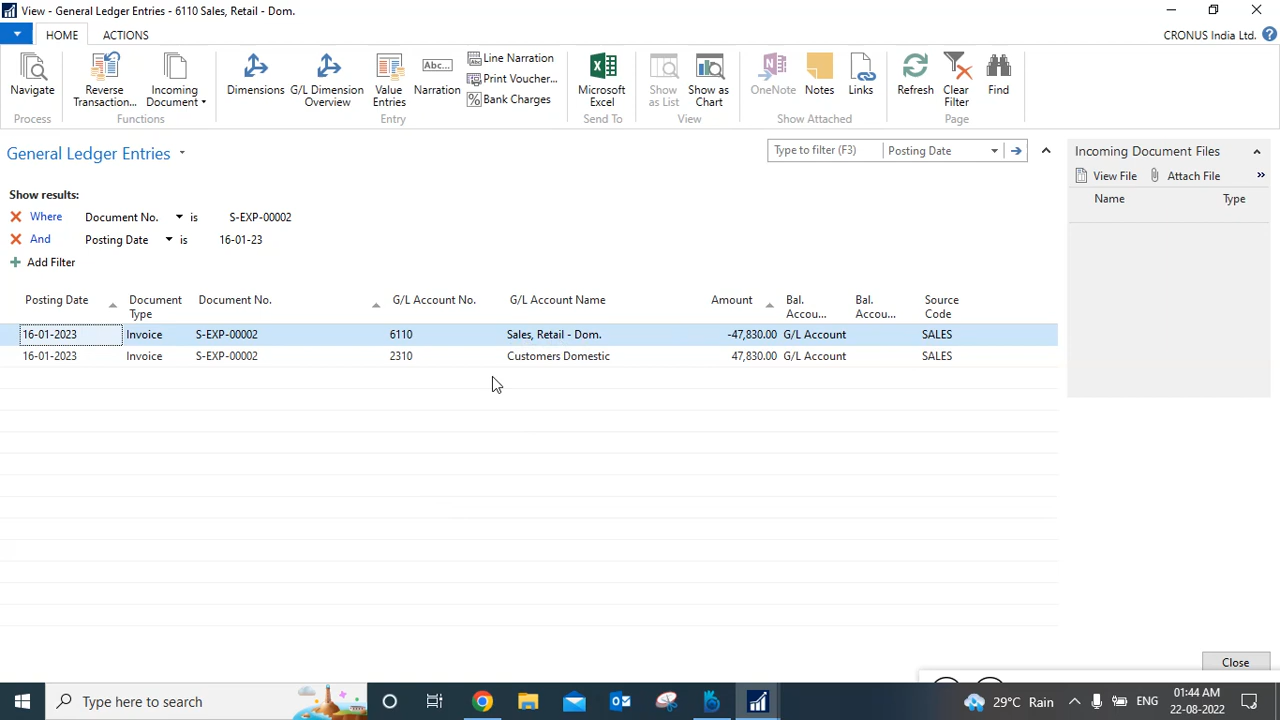 View - General Ledger Entries - 6110 Sales, Retail - Dom.
HOME
ACTIONS
CRONUS India Ltd.
Navigate
Reverse Transaction...
Incoming Document
Dimensions
G/L Dimension Overview
Value Entries
Abc...
Narration
Line Narration
Print Voucher...
Bank Charges
Microsoft Excel
Show as List
Show as Chart
OneNote
Notes
Links
Refresh
Clear Filter
Find
Process
Functions
Entry
Send To
View
Show Attached
Page
General Ledger Entries
Type to filter (F3)
Posting Date
Show results:
Where Document No. is S-EXP-00002
And Posting Date is 16-01-23
Add Filter
Posting Date Document Type Document No. G/L Account No. G/L Account Name Amount Bal. Accou... Bal. Accou... Source Code
16-01-2023 Invoice S-EXP-00002 6110 Sales, Retail - Dom. -47,830.00 G/L Account SALES
16-01-2023 Invoice S-EXP-00002 2310 Customers Domestic 47,830.00 G/L Account SALES
Incoming Document Files
View File
Attach File
Name Type
Close
Type here to search
29°C Rain
ENG
01:44 AM
22-08-2022